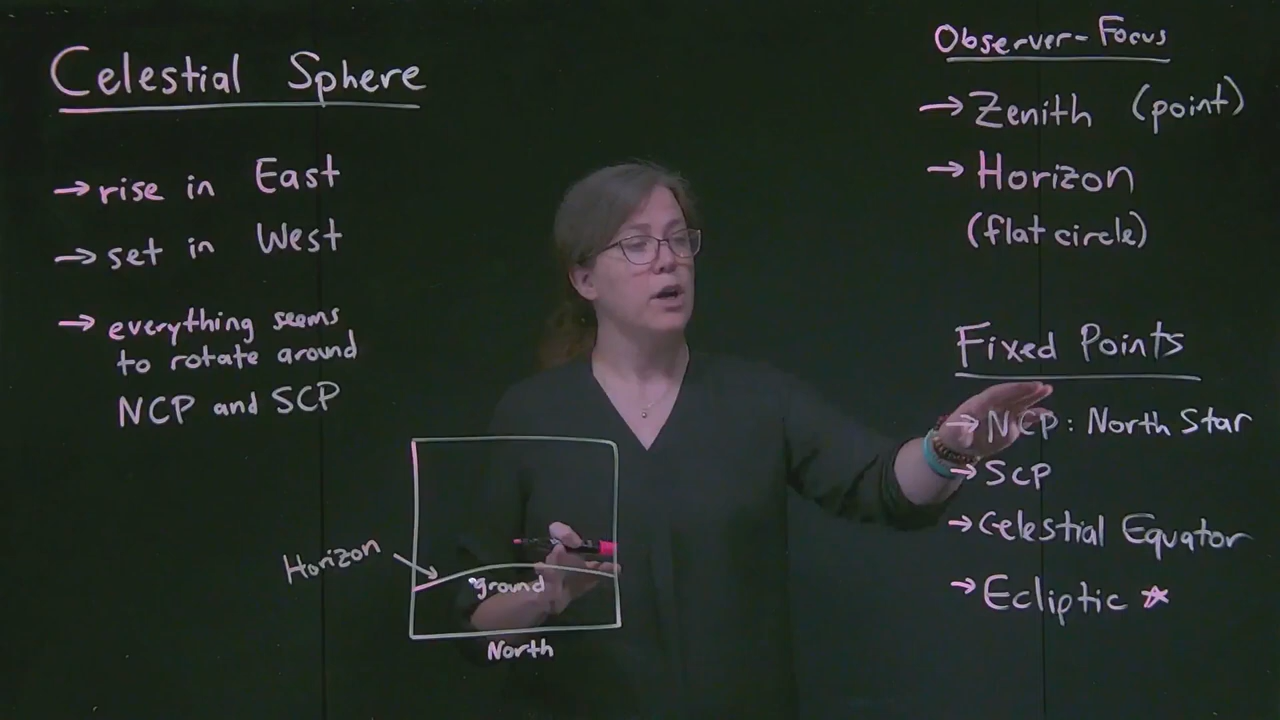 Celestial Sphere
→ rise in East
→ set in West
→ everything seems
to rotate around
NCP and SCP
Horizon
ground
North
Observer-Focus
→ Zenith (point)
→ Horizon
(flat circle)
Fixed Points
→ NCP: North Star
→ SCP
→ Celestial Equator
→ Ecliptic ☆